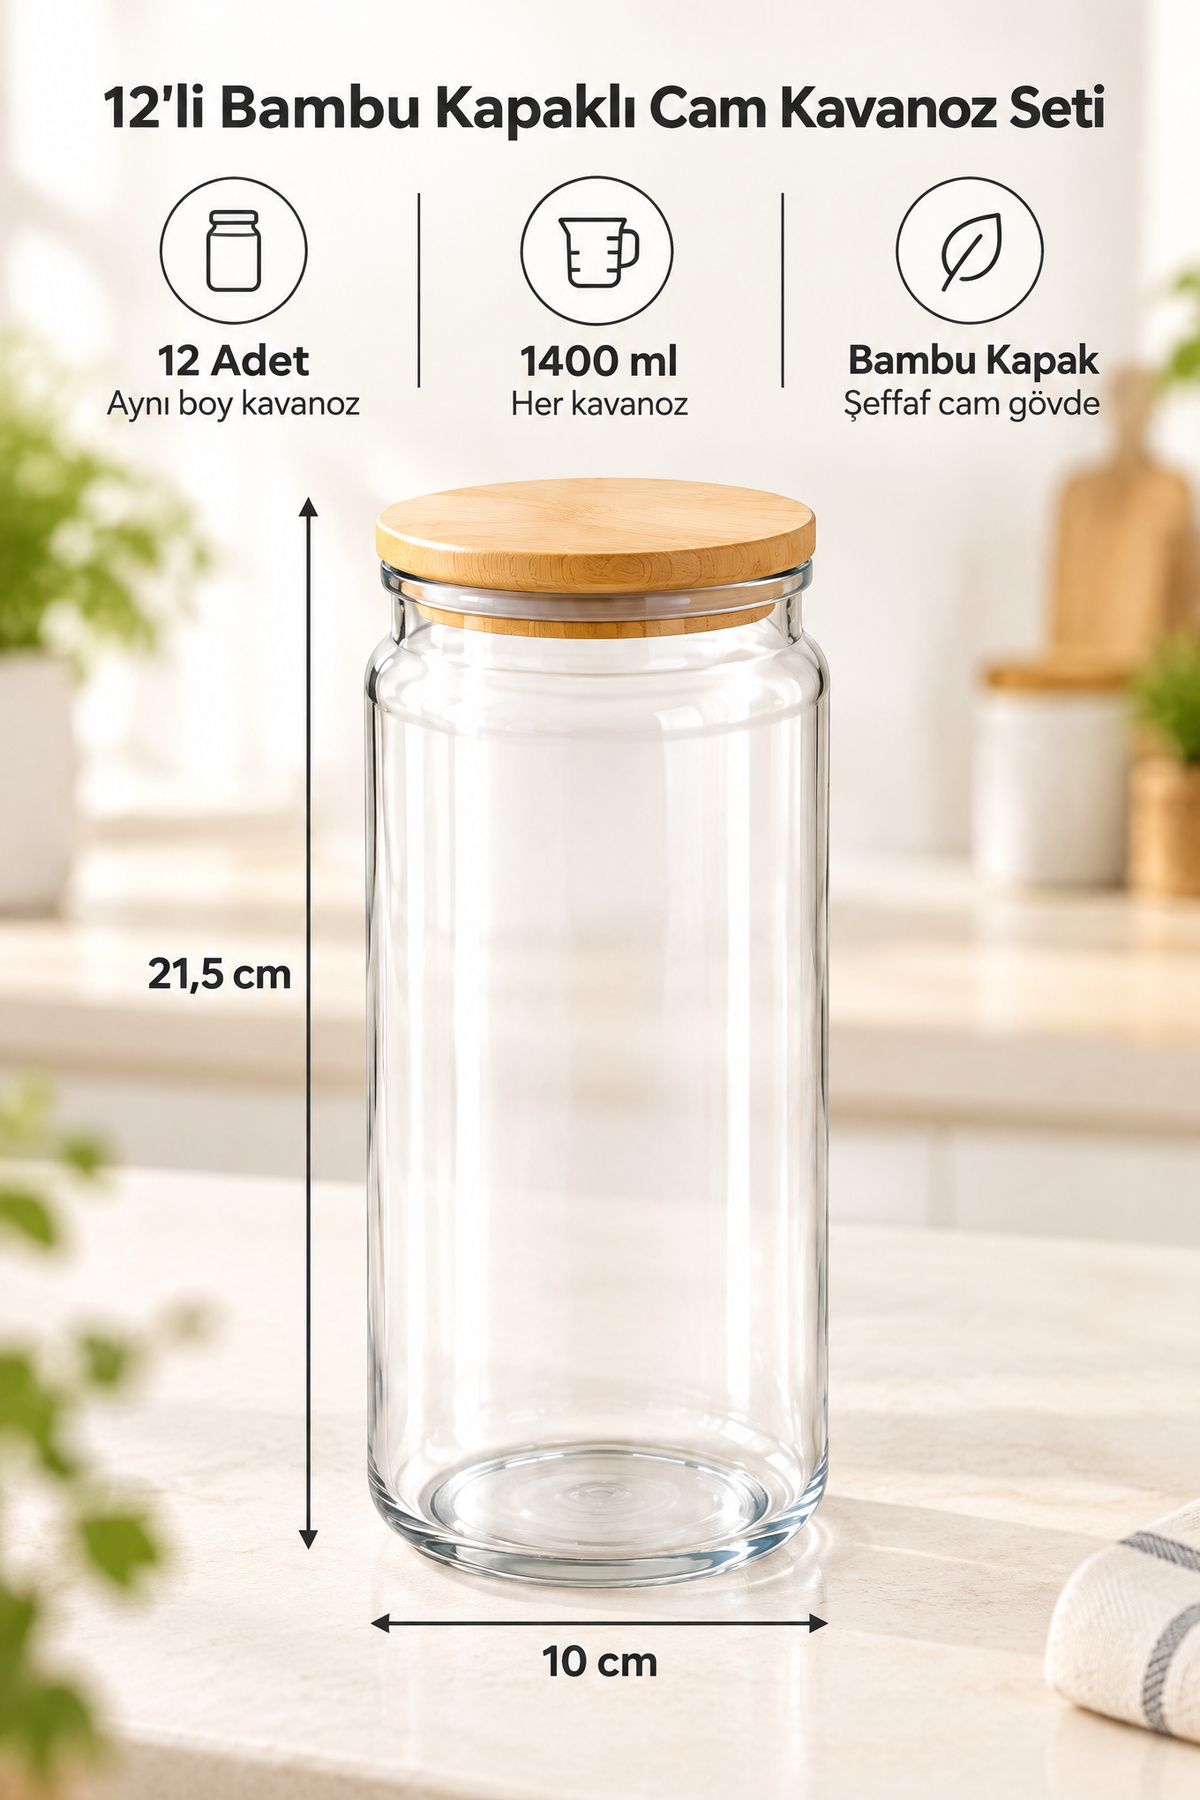 12'li Bambu Kapaklı Cam Kavanoz Seti
12 Adet
Aynı boy kavanoz
1400 ml
Her kavanoz
Bambu Kapak
Şeffaf cam gövde
21,5 cm
10 cm